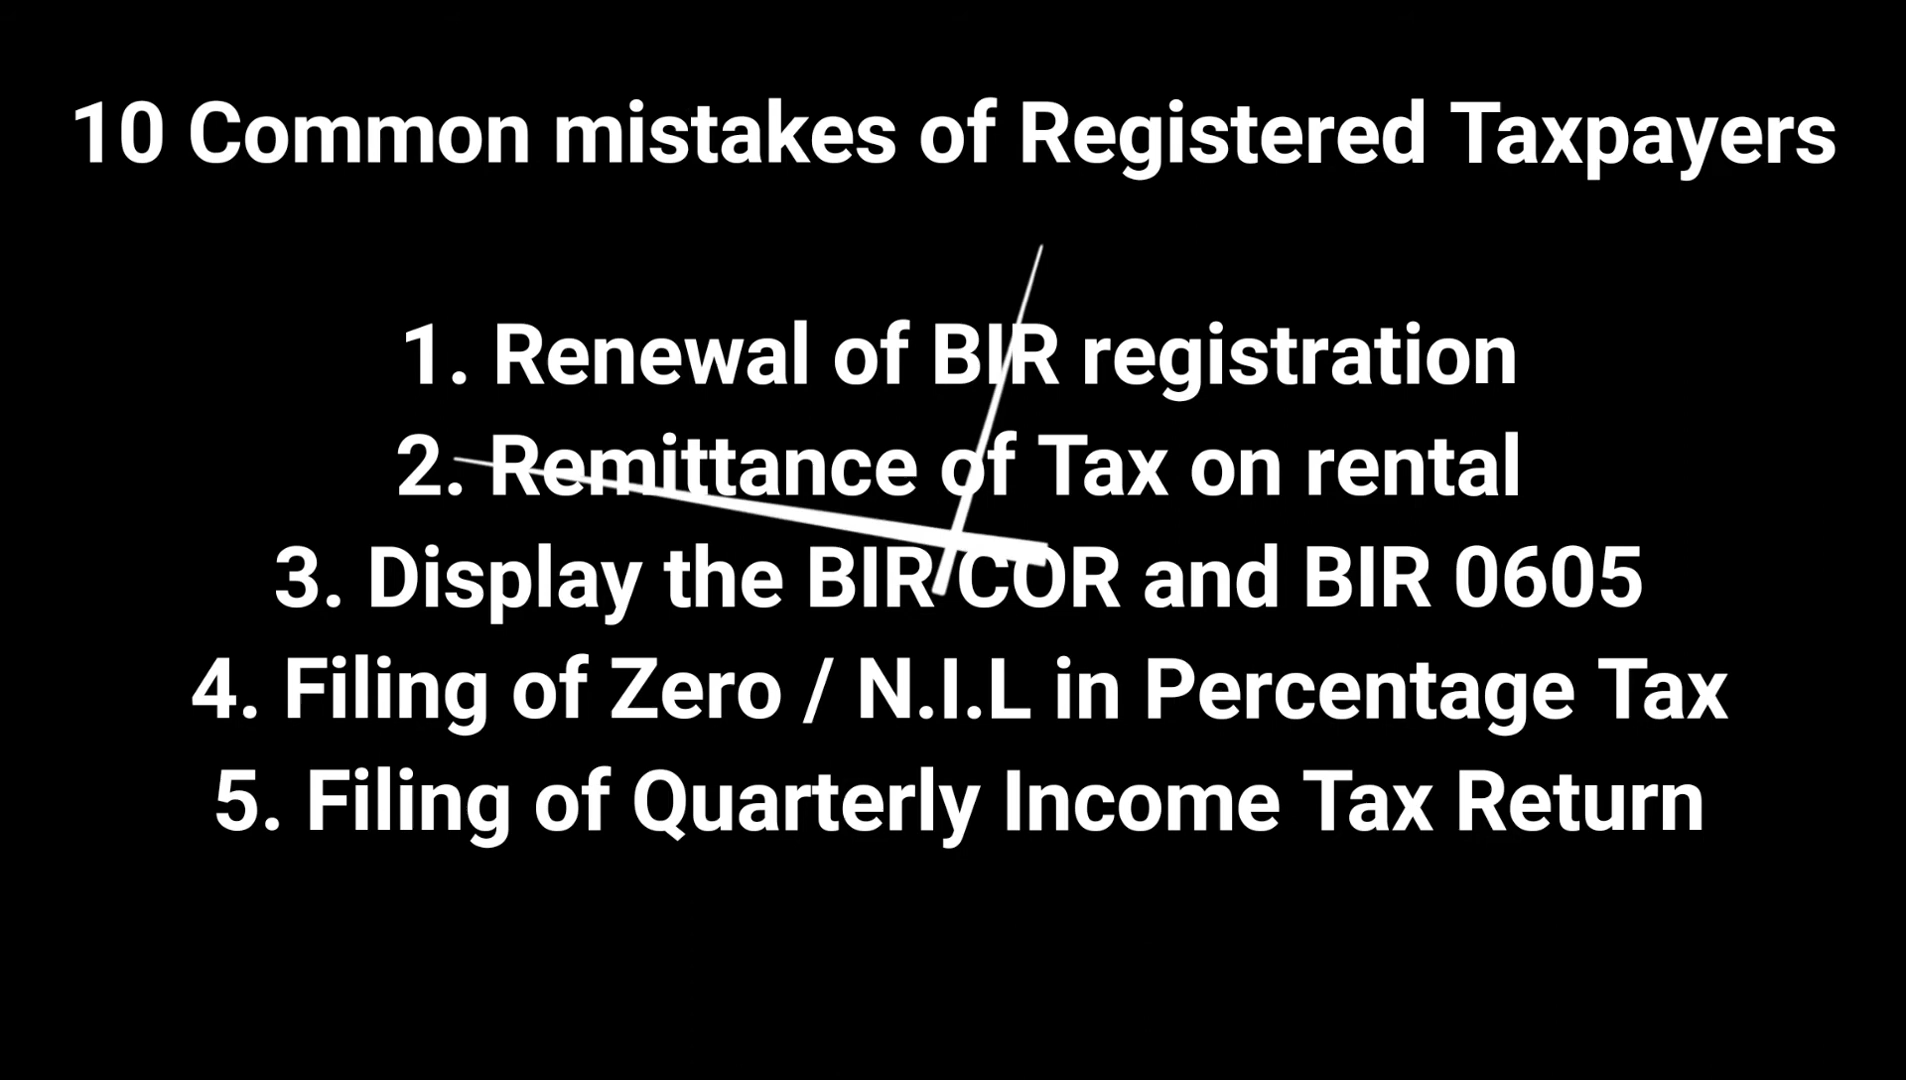 10 Common mistakes of Registered Taxpayers
1. Renewal of BIR registration
2. Remittance of Tax on rental
3. Display the BIR COR and BIR 0605
4. Filing of Zero / N.I.L in Percentage Tax
5. Filing of Quarterly Income Tax Return